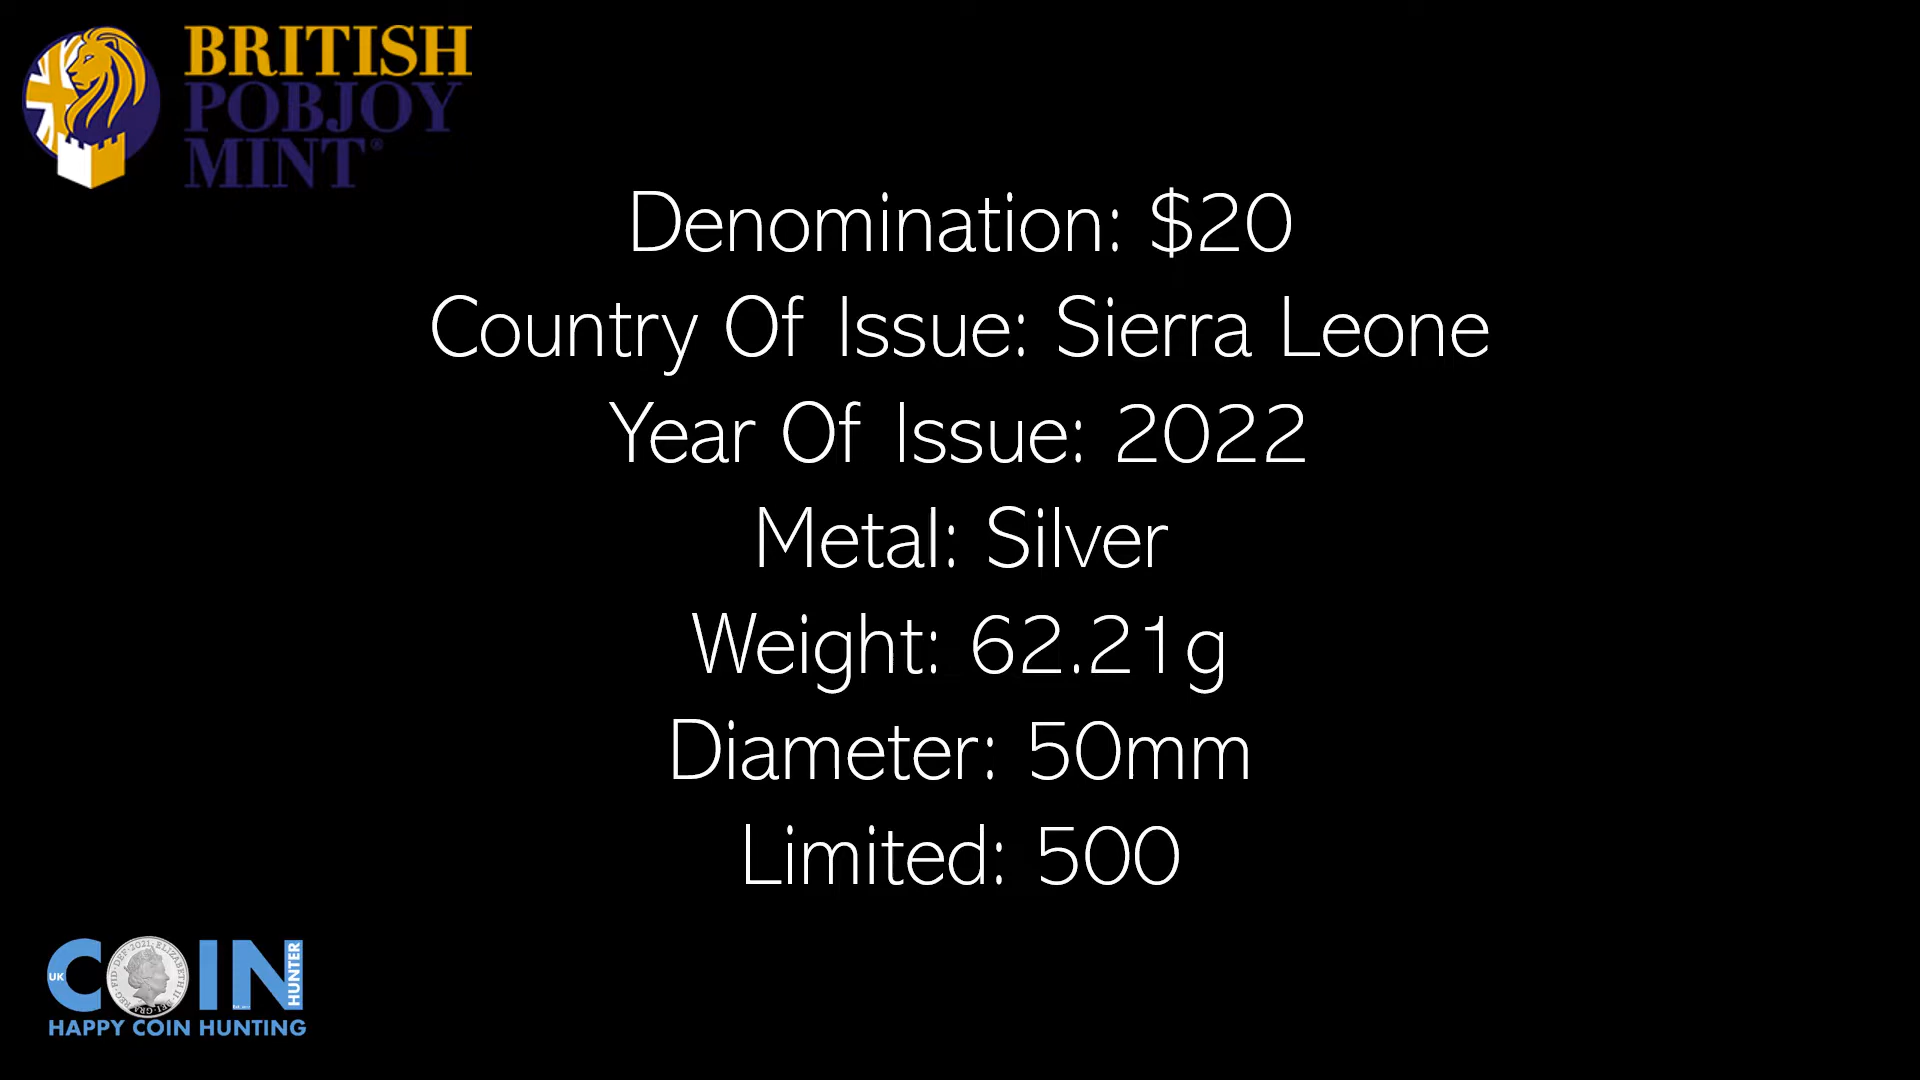 BRITISH
POBJOY
MINT®
Denomination: $20
Country Of Issue: Sierra Leone
Year Of Issue: 2022
Metal: Silver
Weight: 62.21g
Diameter: 50mm
Limited: 500
UK COIN HUNTER
HAPPY COIN HUNTING